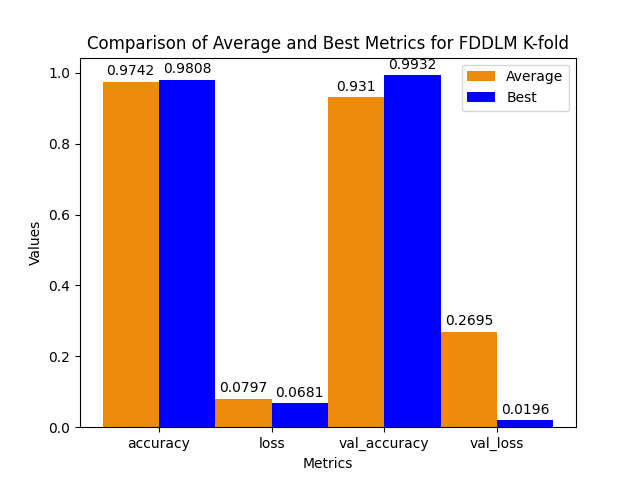 Comparison of Average and Best Metrics for FDDLM K-fold
Average
Best
0.9742
0.9808
0.0797
0.0681
0.931
0.9932
0.2695
0.0196
1.0
0.8
0.6
0.4
0.2
0.0
Values
accuracy
loss
val_accuracy
val_loss
Metrics